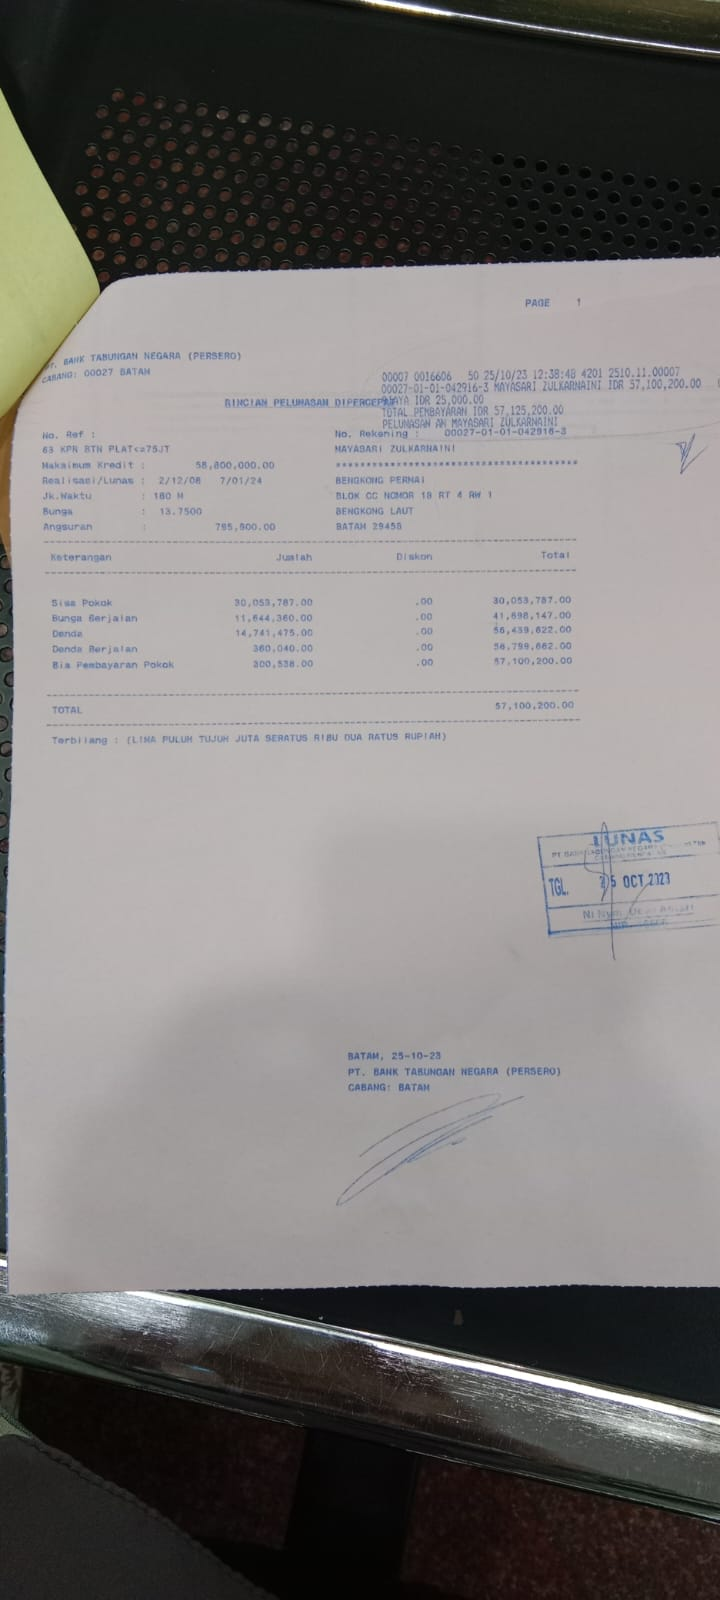 PAGE 1
PT. BANK TABUNGAN NEGARA (PERSERO)
CABANG: 00027 BATAM
00007 0016606 50 25/10/23 12:38:48 4201 2510.11.00007
00027-01-01-042916-3 MAYASARI ZULKARNAINI IDR 57,100,200.00
BIAYA IDR 25,000.00
TOTAL PEMBAYARAN IDR 57,125,200.00
PELUNASAN AN MAYASARI ZULKARNAINI
RINCIAN PELUNASAN DIPERCEPAT
No. Ref :
No. Rekening : 00027-01-01-042916-3
63 KPR BTN PLAT<=75JT
MAYASARI ZULKARNAINI
Maksimum Kredit : 58,800,000.00
****************************************
Realisasi/Lunas : 2/12/08 7/01/24
BENGKONG PERMAI
Jk.Waktu : 180 M
BLOK CC NOMOR 18 RT 4 RW 1
Bunga : 13.7500
BENGKONG LAUT
Angsuran :
BATAM 29458
Keterangan Jumlah Diskon Total
Sisa Pokok 30,053,787.00 .00 30,053,787.00
Bunga Berjalan 11,644,360.00 .00 41,698,147.00
Denda 14,741,475.00 .00 56,439,622.00
Denda Berjalan 360,040.00 .00 56,799,662.00
Bia Pembayaran Pokok 300,538.00 .00 57,100,200.00
TOTAL 57,100,200.00
Terbilang : (LIMA PULUH TUJUH JUTA SERATUS RIBU DUA RATUS RUPIAH)
LUNAS
TGL. 25 OCT 2023
BATAM, 25-10-23
PT. BANK TABUNGAN NEGARA (PERSERO)
CABANG: BATAM